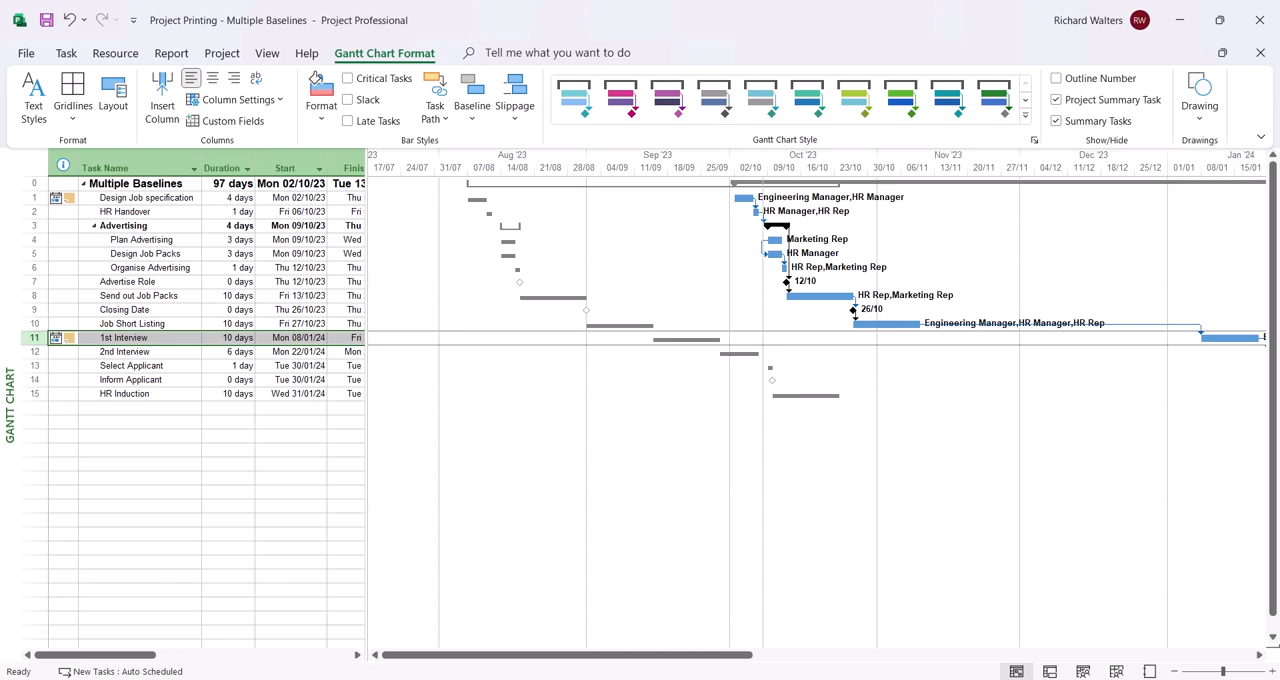 Project Printing - Multiple Baselines - Project Professional
Richard Walters RW
File Task Resource Report Project View Help Gantt Chart Format Tell me what you want to do
Text Styles
Gridlines
Layout
Format
Insert Column
Column Settings
Custom Fields
Columns
Format
Critical Tasks
Slack
Late Tasks
Task Path
Baseline
Slippage
Bar Styles
Gantt Chart Style
Outline Number
Project Summary Task
Summary Tasks
Show/Hide
Drawing
Drawings
Task Name Duration Start Finis
23 Aug '23 Sep '23 Oct '23 Nov '23 Dec '23 Jan '24
17/07 24/07 31/07 07/08 14/08 21/08 28/08 04/09 11/09 18/09 25/09 02/10 09/10 16/10 23/10 30/10 06/11 13/11 20/11 27/11 04/12 11/12 18/12 25/12 01/01 08/01 15/01
0 Multiple Baselines 97 days Mon 02/10/23 Tue 13
1 Design Job specification 4 days Mon 02/10/23 Thu Engineering Manager,HR Manager
2 HR Handover 1 day Fri 06/10/23 Fri HR Manager,HR Rep
3 Advertising 4 days Mon 09/10/23 Thu
4 Plan Advertising 3 days Mon 09/10/23 Wed Marketing Rep
5 Design Job Packs 3 days Mon 09/10/23 Wed HR Manager
6 Organise Advertising 1 day Thu 12/10/23 Thu HR Rep,Marketing Rep
7 Advertise Role 0 days Thu 12/10/23 Thu 12/10
8 Send out Job Packs 10 days Fri 13/10/23 Thu HR Rep,Marketing Rep
9 Closing Date 0 days Thu 26/10/23 Thu 26/10
10 Job Short Listing 10 days Fri 27/10/23 Thu Engineering Manager,HR Manager,HR Rep
11 1st Interview 10 days Mon 08/01/24 Fri
12 2nd Interview 6 days Mon 22/01/24 Mon
13 Select Applicant 1 day Tue 30/01/24 Tue
14 Inform Applicant 0 days Tue 30/01/24 Tue
15 HR Induction 10 days Wed 31/01/24 Tue
GANTT CHART
Ready New Tasks : Auto Scheduled